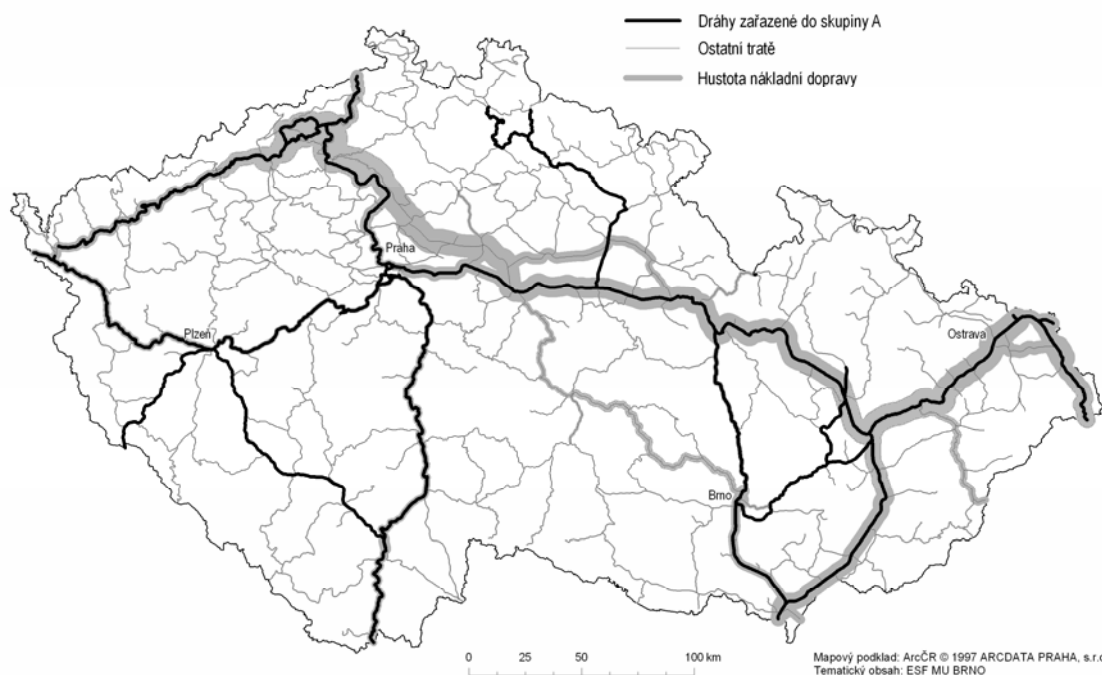 Dráhy zařazené do skupiny A
Ostatní tratě
Hustota nákladní dopravy
Praha
Plzeň
Ostrava
Brno
0 25 50 100 km
Mapový podklad: ArcČR © 1997 ARCDATA PRAHA, s.r.o
Tematický obsah: ESF MU BRNO